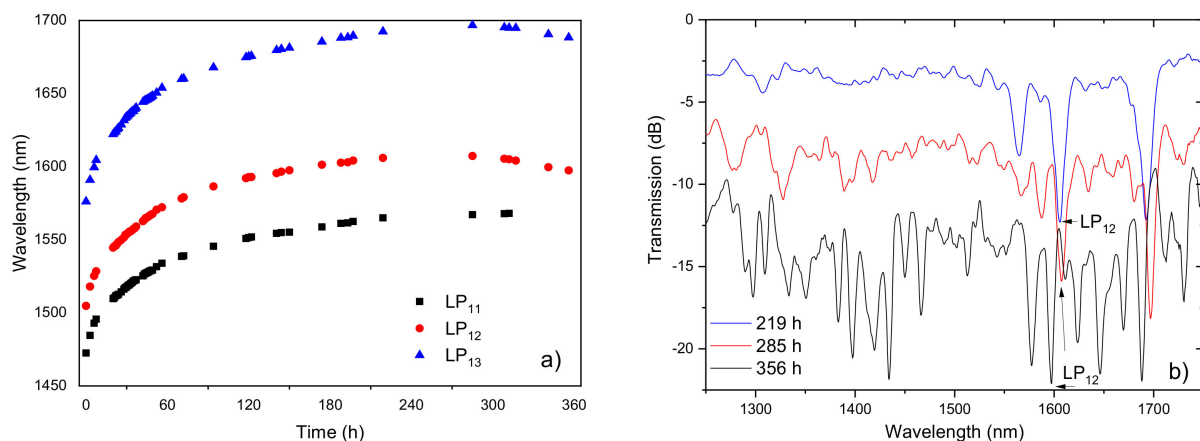 1700
1650
1600
1550
1500
1450
Wavelength (nm)
LP11
LP12
LP13
a)
0 60 120 180 240 300 360
Time (h)
0
-5
-10
-15
-20
Transmission (dB)
LP12
219 h
285 h
356 h
LP12
b)
1300 1400 1500 1600 1700
Wavelength (nm)